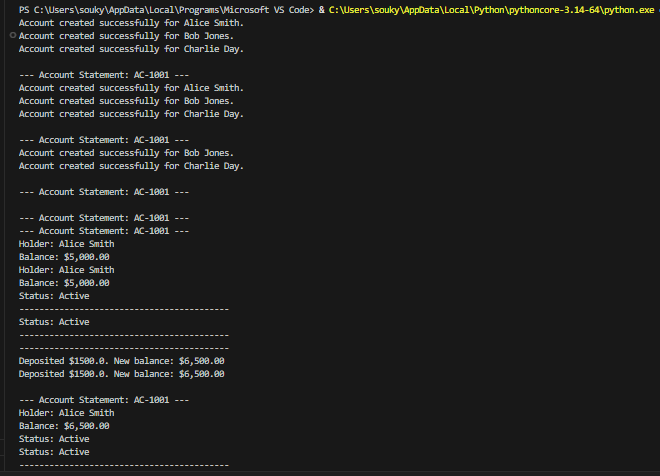 PS C:\Users\souky\AppData\Local\Programs\Microsoft VS Code> & C:\Users\souky\AppData\Local\Python\pythoncore-3.14-64\python.exe
Account created successfully for Alice Smith.
Account created successfully for Bob Jones.
Account created successfully for Charlie Day.

--- Account Statement: AC-1001 ---
Account created successfully for Alice Smith.
Account created successfully for Bob Jones.
Account created successfully for Charlie Day.

--- Account Statement: AC-1001 ---
Account created successfully for Bob Jones.
Account created successfully for Charlie Day.

--- Account Statement: AC-1001 ---

--- Account Statement: AC-1001 ---
--- Account Statement: AC-1001 ---
Holder: Alice Smith
Balance: $5,000.00
Holder: Alice Smith
Balance: $5,000.00
Status: Active
------------------------------------------
Status: Active
------------------------------------------
------------------------------------------
Deposited $1500.0. New balance: $6,500.00
Deposited $1500.0. New balance: $6,500.00

--- Account Statement: AC-1001 ---
Holder: Alice Smith
Balance: $6,500.00
Status: Active
Status: Active
------------------------------------------